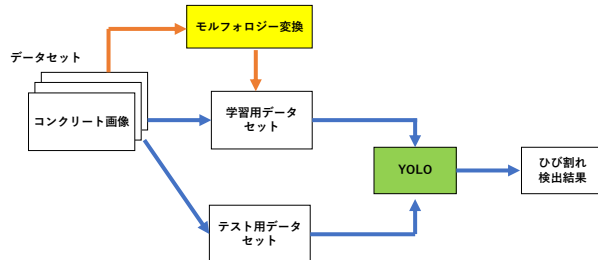 モルフォロジー変換
データセット
コンクリート画像
学習用データ
セット
YOLO
ひび割れ
検出結果
テスト用データ
セット